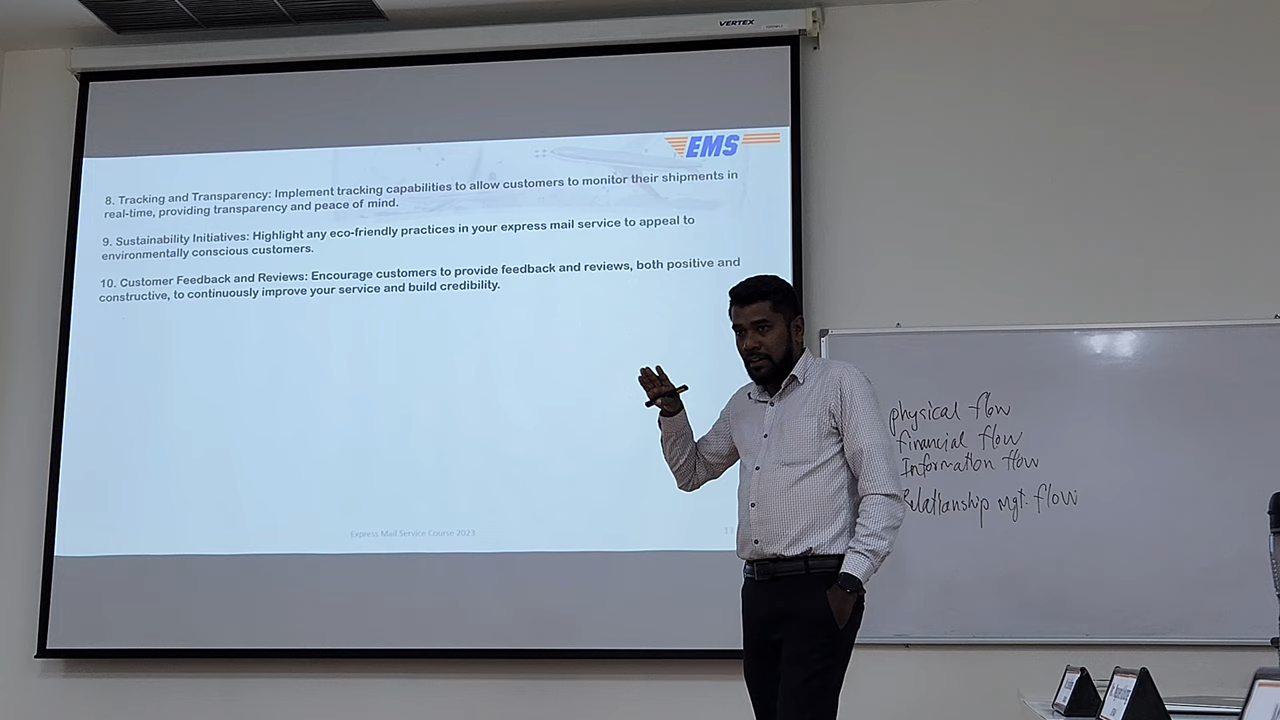 VERTEX
EMS
8. Tracking and Transparency: Implement tracking capabilities to allow customers to monitor their shipments in
real-time, providing transparency and peace of mind.
9. Sustainability Initiatives: Highlight any eco-friendly practices in your express mail service to appeal to
environmentally conscious customers.
10. Customer Feedback and Reviews: Encourage customers to provide feedback and reviews, both positive and
constructive, to continuously improve your service and build credibility.
Express Mail Service Course 2023
physical flow
financial flow
Information flow
Relationship mgt. flow